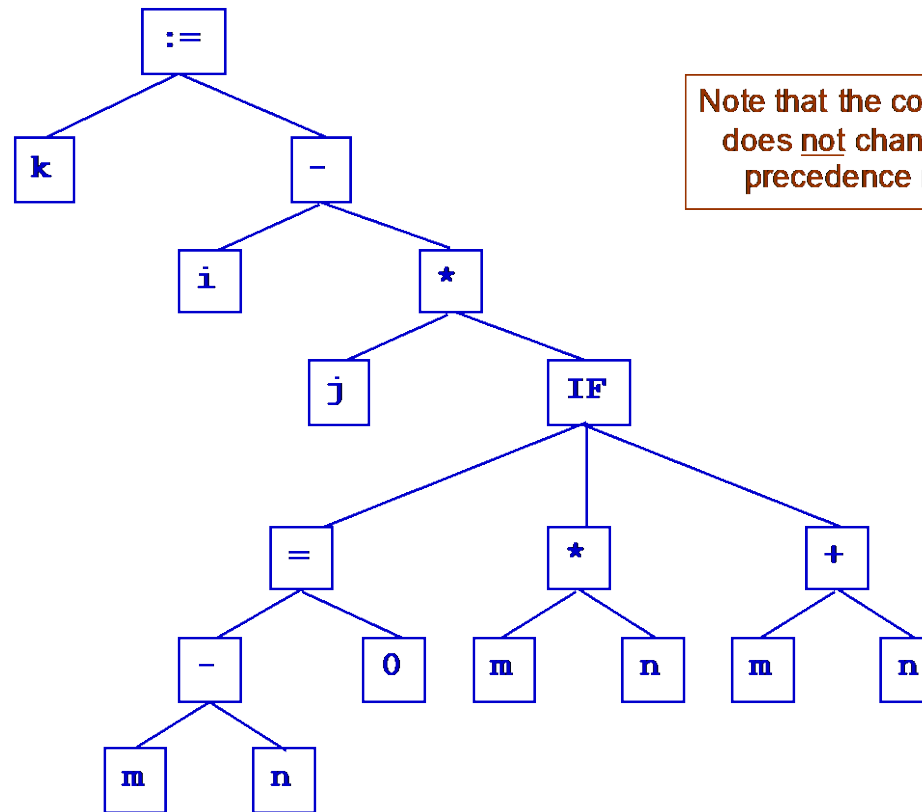 :=
Note that the co
does not chan
precedence
k -
i *
j IF
= * +
- 0 m n m n
m n